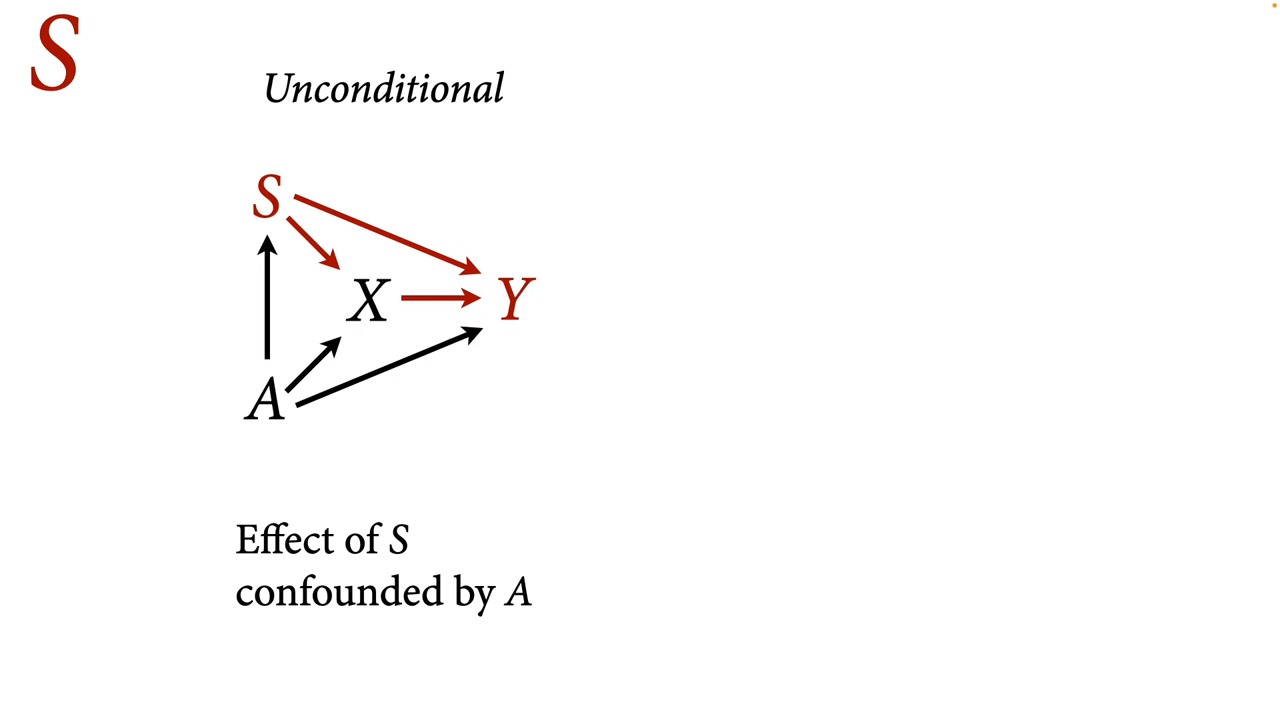 S
Unconditional
S
X
Y
A
Effect of S
confounded by A